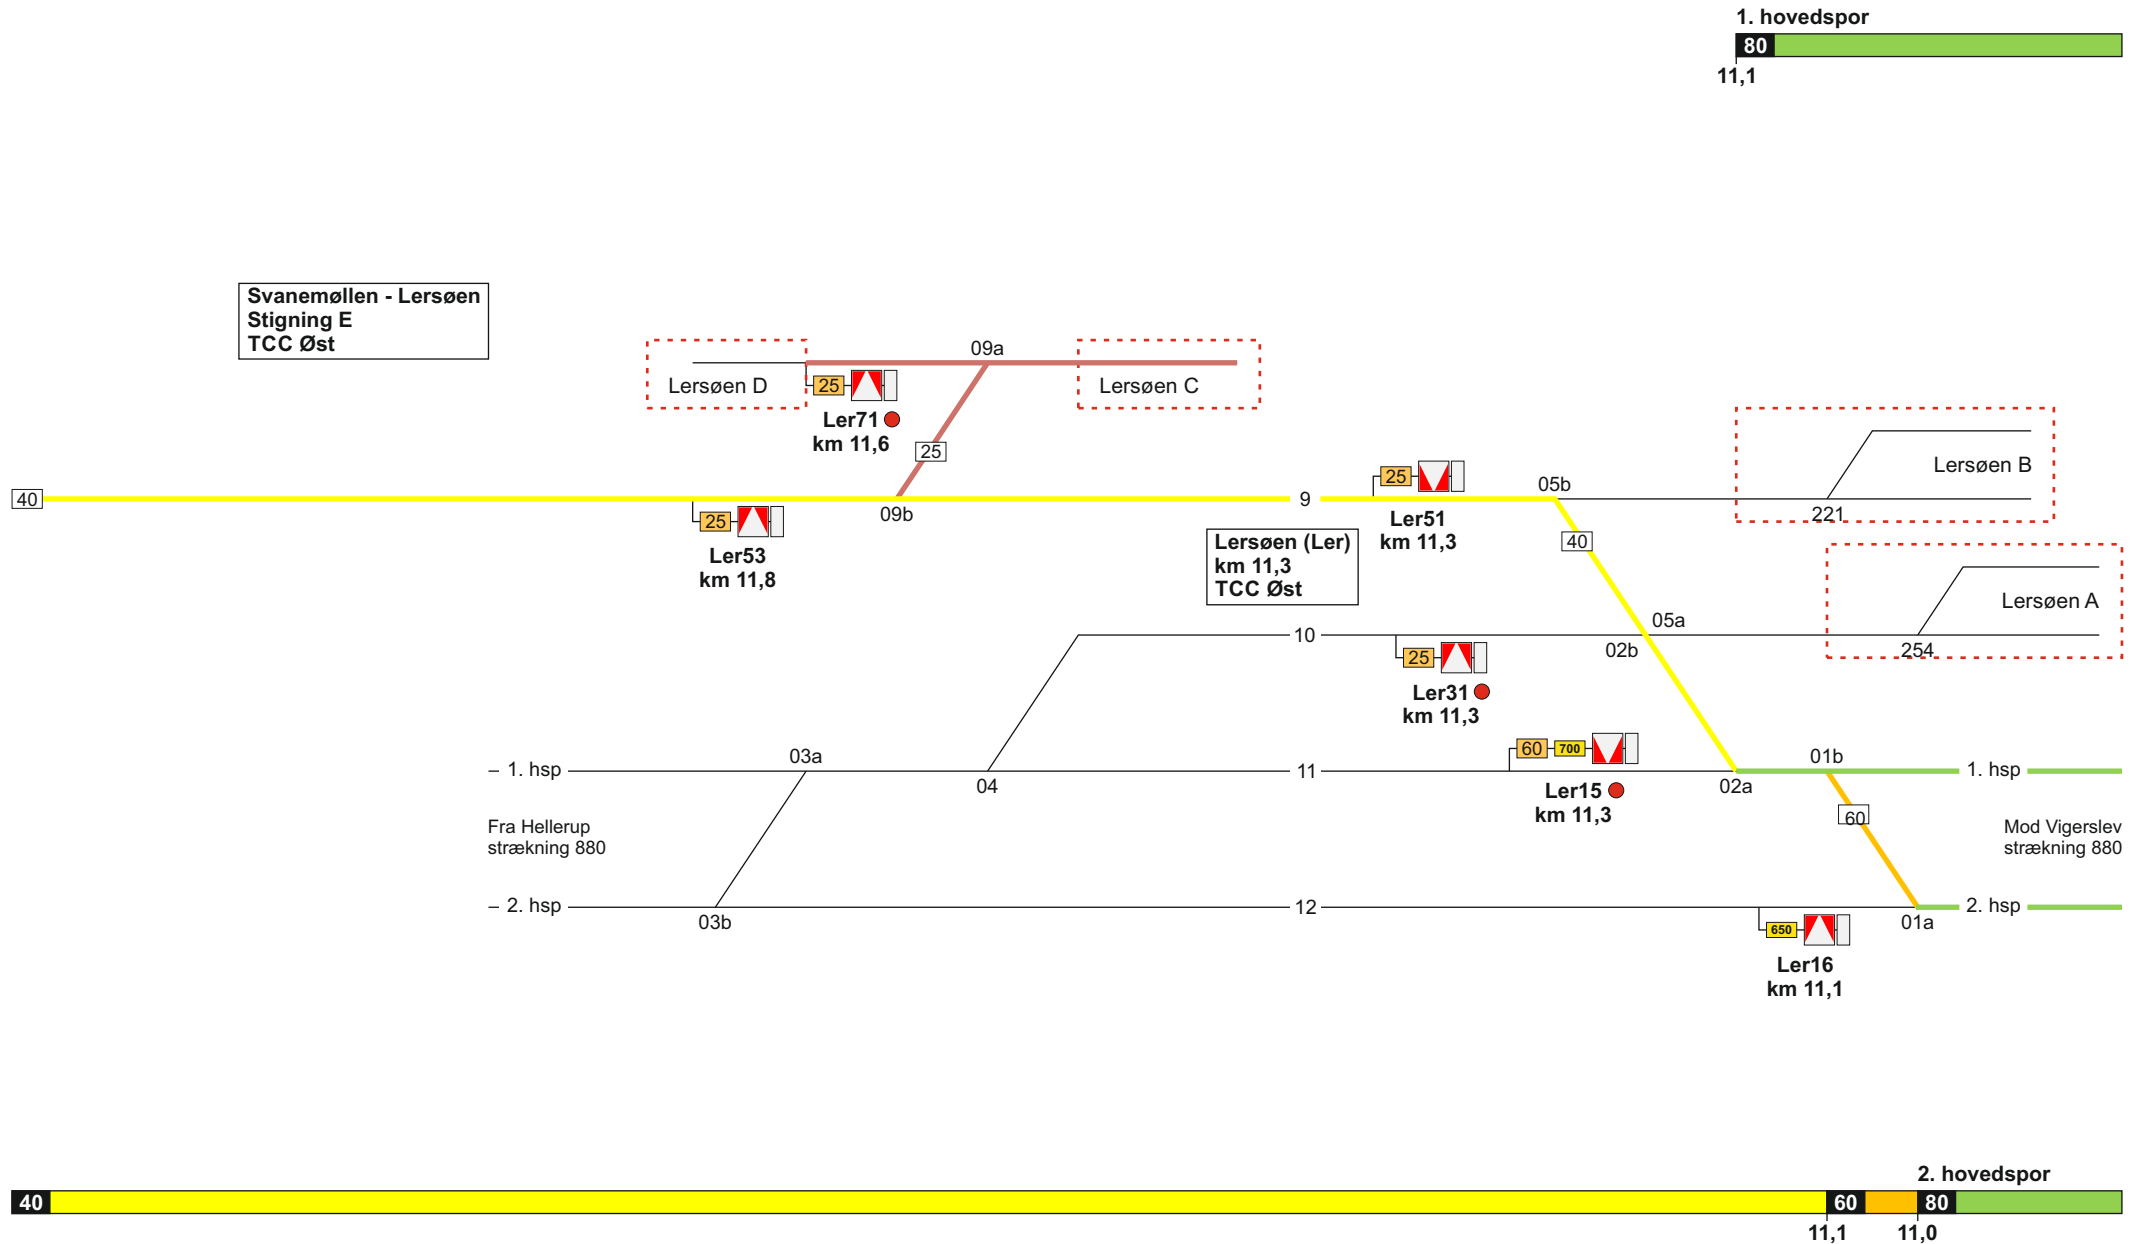 1. hovedspor
80
11,1
Svanemøllen - Lersøen
Stigning E
TCC Øst
09a
Lersøen D
25
Lersøen C
Ler71
km 11,6
25
Lersøen B
25
05b
40
9
09b
221
25
Ler51
km 11,3
Ler53
km 11,8
Lersøen (Ler)
km 11,3
TCC Øst
40
Lersøen A
05a
10
02b
254
25
Ler31
km 11,3
03a
60
700
01b
1. hsp
11
1. hsp
04
02a
Ler15
km 11,3
60
Fra Hellerup
strækning 880
Mod Vigerslev
strækning 880
2. hsp
12
2. hsp
03b
01a
650
Ler16
km 11,1
2. hovedspor
40
60
80
11,1
11,0